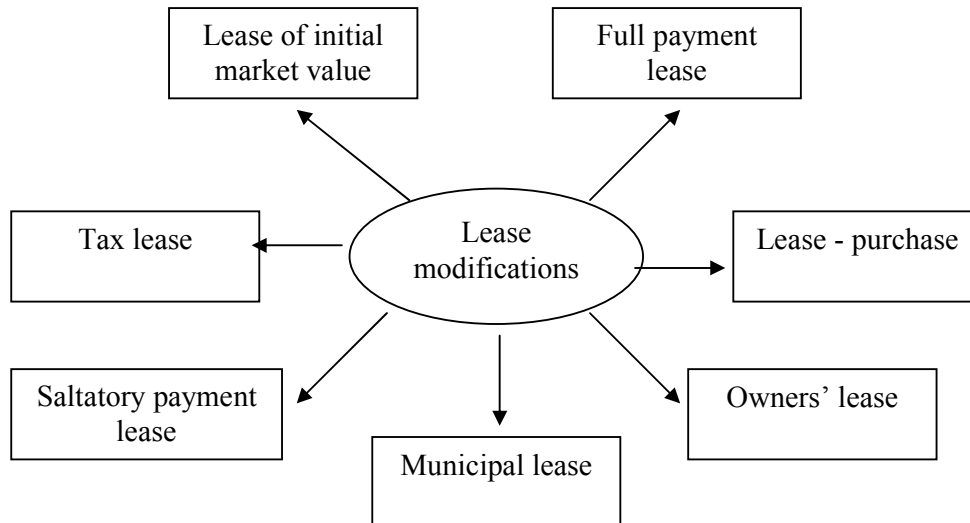 Lease of initial
market value
Full payment
lease
Tax lease
Lease
modifications
Lease - purchase
Saltatory payment
lease
Municipal lease
Owners’ lease